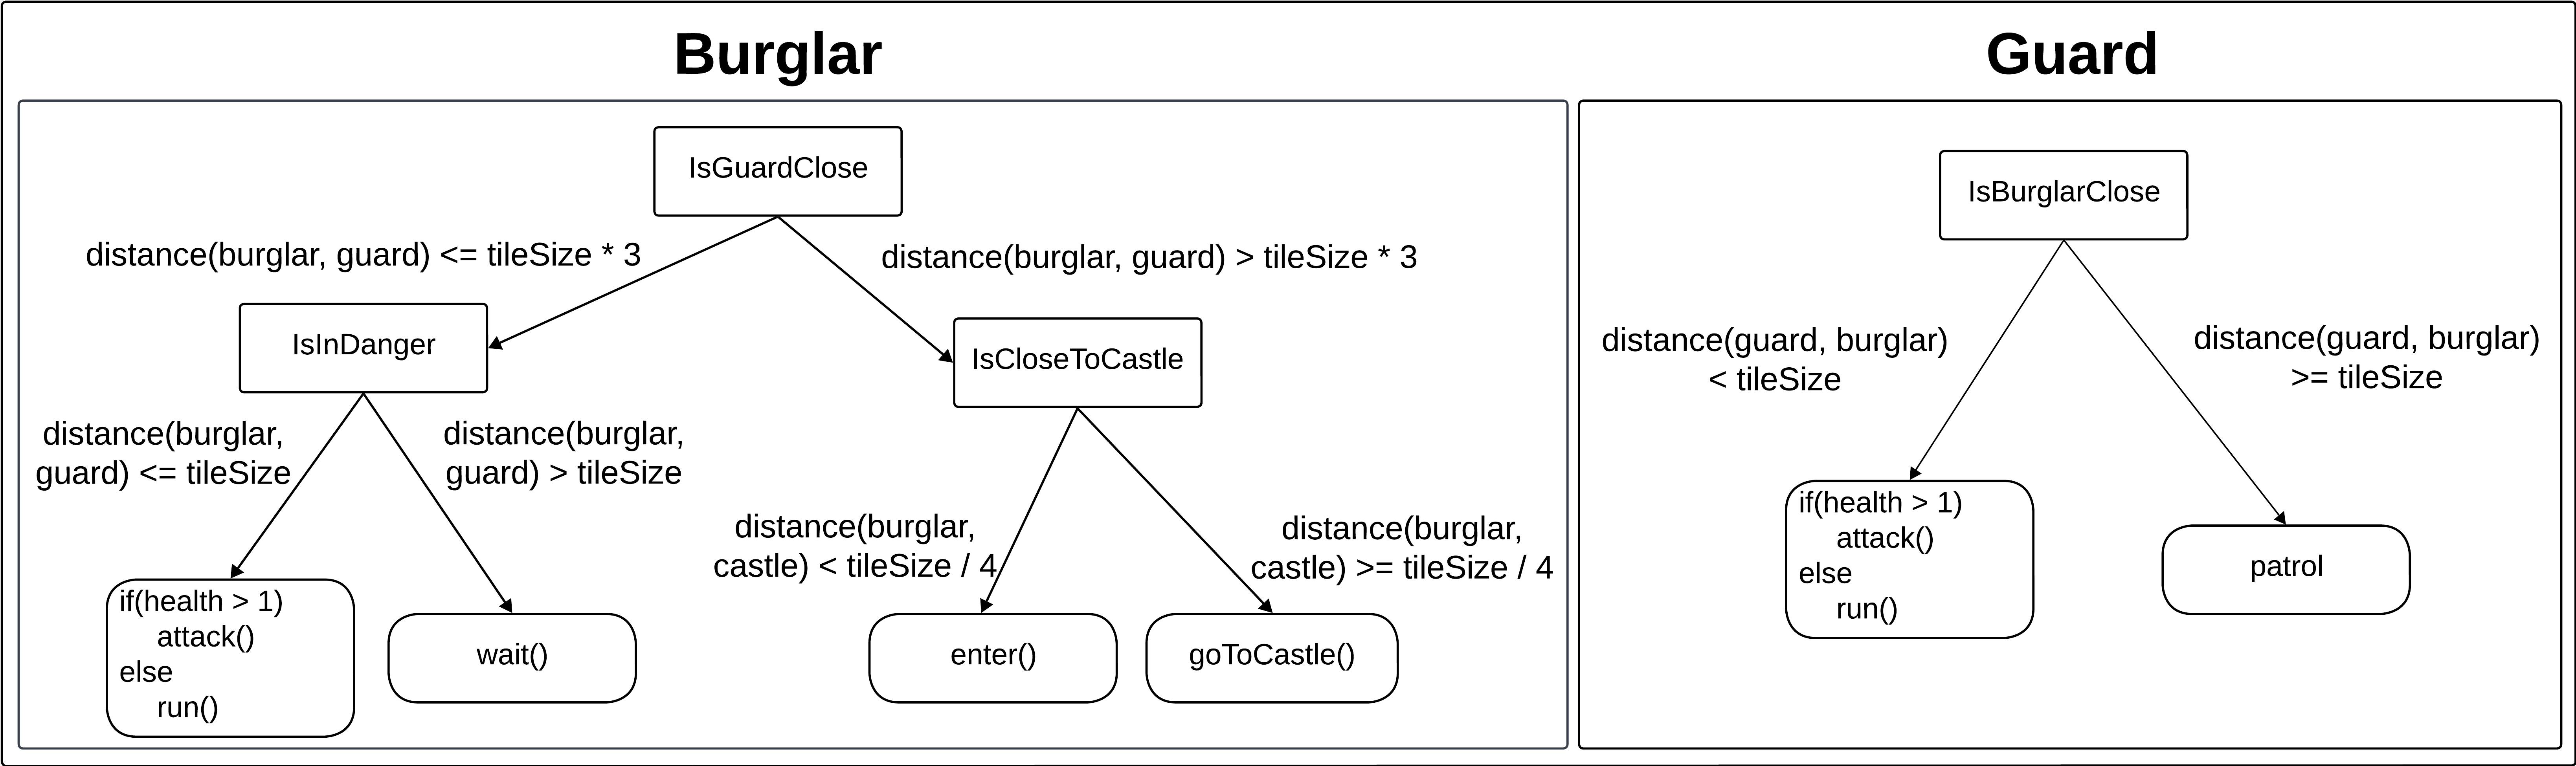 Burglar
IsGuardClose
distance(burglar, guard) <= tileSize * 3
distance(burglar, guard) > tileSize * 3
IsInDanger
IsCloseToCastle
distance(burglar,
guard) <= tileSize
distance(burglar,
guard) > tileSize
distance(burglar,
castle) < tileSize / 4
distance(burglar,
castle) >= tileSize / 4
if(health > 1)
attack()
else
run()
wait()
enter()
goToCastle()
Guard
IsBurglarClose
distance(guard, burglar)
< tileSize
distance(guard, burglar)
>= tileSize
if(health > 1)
attack()
else
run()
patrol